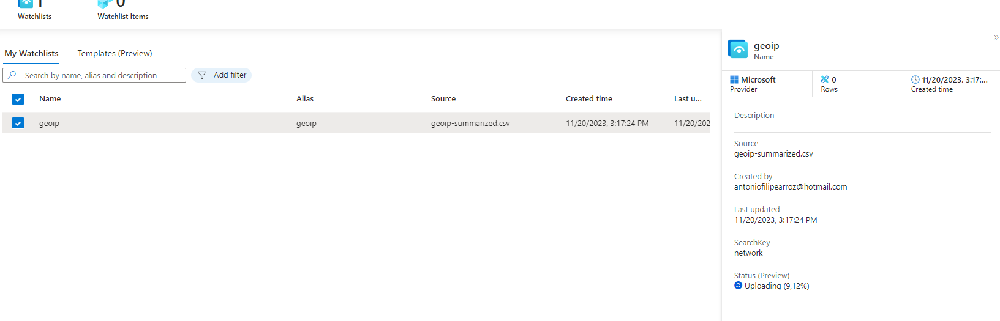 1
0
Watchlists
Watchlist Items
My Watchlists
Templates (Preview)
Search by name, alias and description
Add filter
Name
Alias
Source
Created time
Last u...
geoip
geoip
geoip-summarized.csv
11/20/2023, 3:17:24 PM
11/20/202
»
geoip
Name
Microsoft
Provider
0
Rows
11/20/2023, 3:17:...
Created time
Description
Source
geoip-summarized.csv
Created by
antoniofilipearroz@hotmail.com
Last updated
11/20/2023, 3:17:24 PM
SearchKey
network
Status (Preview)
Uploading (9,12%)